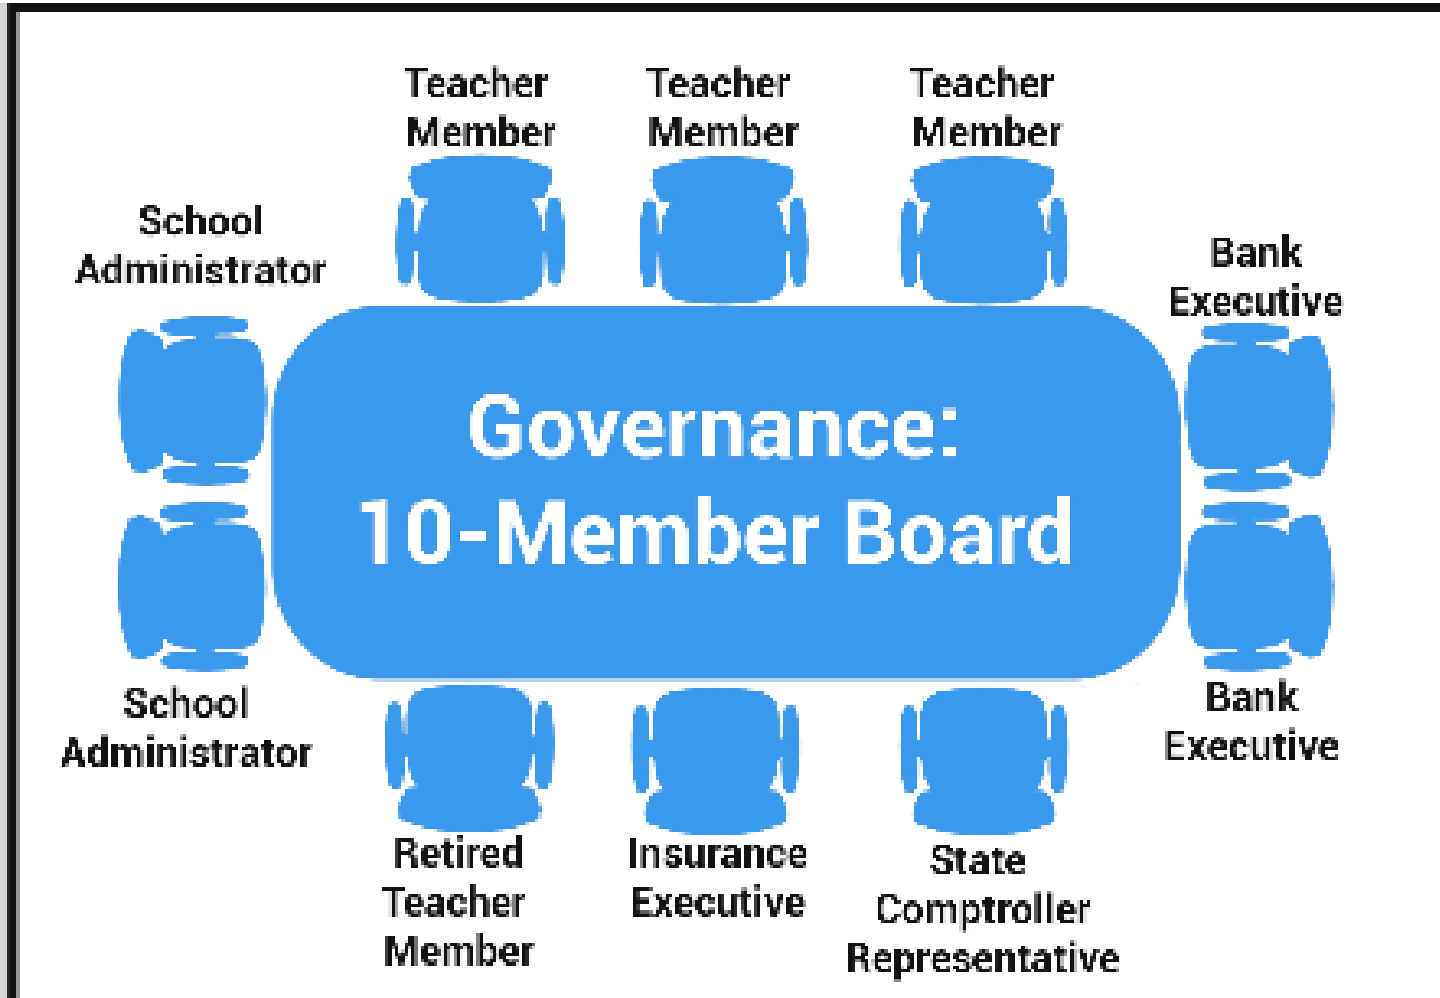 Teacher
Member
Teacher
Member
Teacher
Member
School
Administrator
Bank
Executive
Governance:
10-Member Board
School
Administrator
Bank
Executive
Retired
Teacher
Member
Insurance
Executive
State
Comptroller
Representative